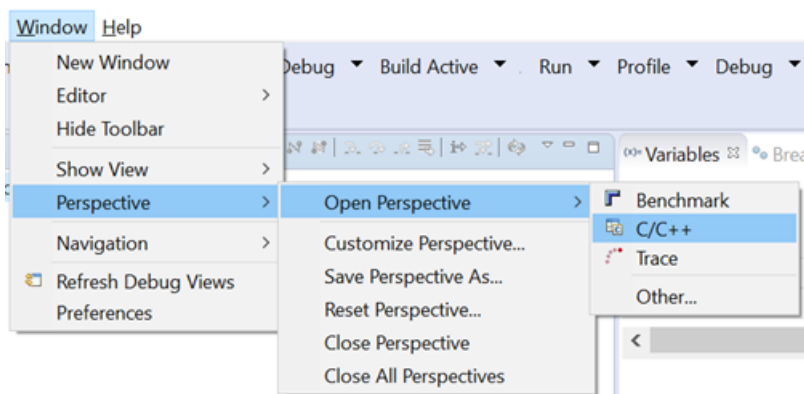 Window Help
New Window
Debug Build Active Run Profile Debug
Editor
Hide Toolbar
Show View
Variables
Perspective
Open Perspective
Benchmark
C/C++
Trace
Other...
Navigation
Customize Perspective...
Refresh Debug Views
Save Perspective As...
Preferences
Reset Perspective...
Close Perspective
Close All Perspectives